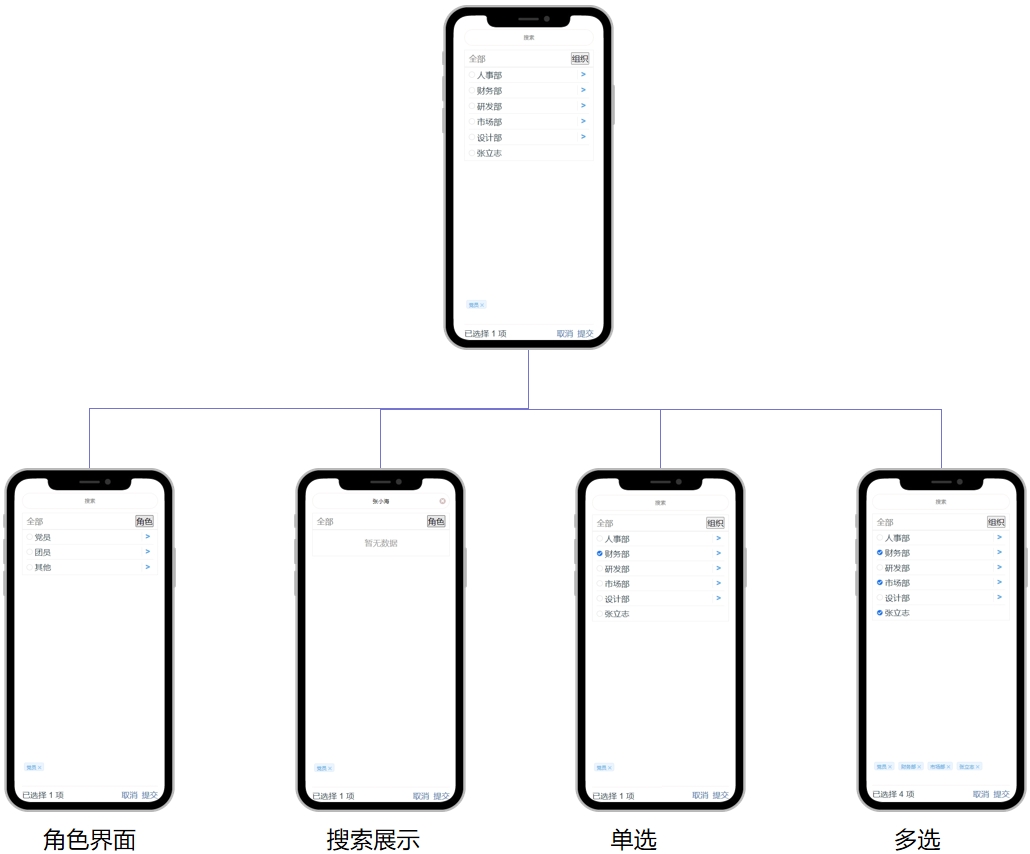 搜索
全部 组织
人事部 >
财务部 >
研发部 >
市场部 >
设计部 >
张立志
党员 ×
已选择 1 项 取消 提交
搜索
全部 角色
党员 >
团员 >
其他 >
党员 ×
已选择 1 项 取消 提交
角色界面
张小海
全部 角色
暂无数据
党员 ×
已选择 1 项 取消 提交
搜索展示
搜索
全部 组织
人事部 >
财务部 >
研发部 >
市场部 >
设计部 >
张立志
党员 ×
已选择 1 项 取消 提交
单选
搜索
全部 组织
人事部 >
财务部 >
研发部 >
市场部 >
设计部 >
张立志
党员 × 财务部 × 市场部 × 张立志 ×
已选择 4 项 取消 提交
多选